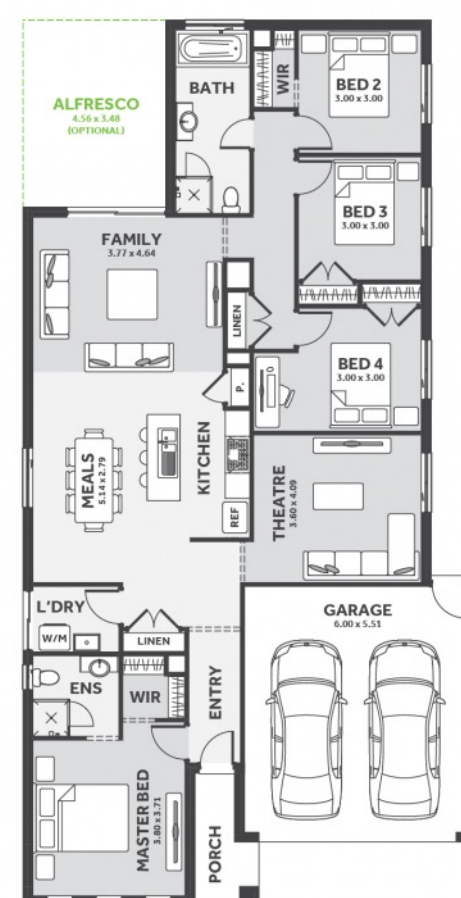 ALFRESCO
4.56 x 3.48
(OPTIONAL)
BATH
WIR
BED 2
3.00 x 3.00
BED 3
3.00 x 3.00
FAMILY
3.77 x 4.64
LINEN
P.
BED 4
3.00 x 3.00
MEALS
5.14 x 2.79
KITCHEN
REF
THEATRE
3.60 x 4.09
L'DRY
W/M
LINEN
GARAGE
6.00 x 5.51
ENS
WIR
ENTRY
MASTER BED
3.80 x 3.71
PORCH